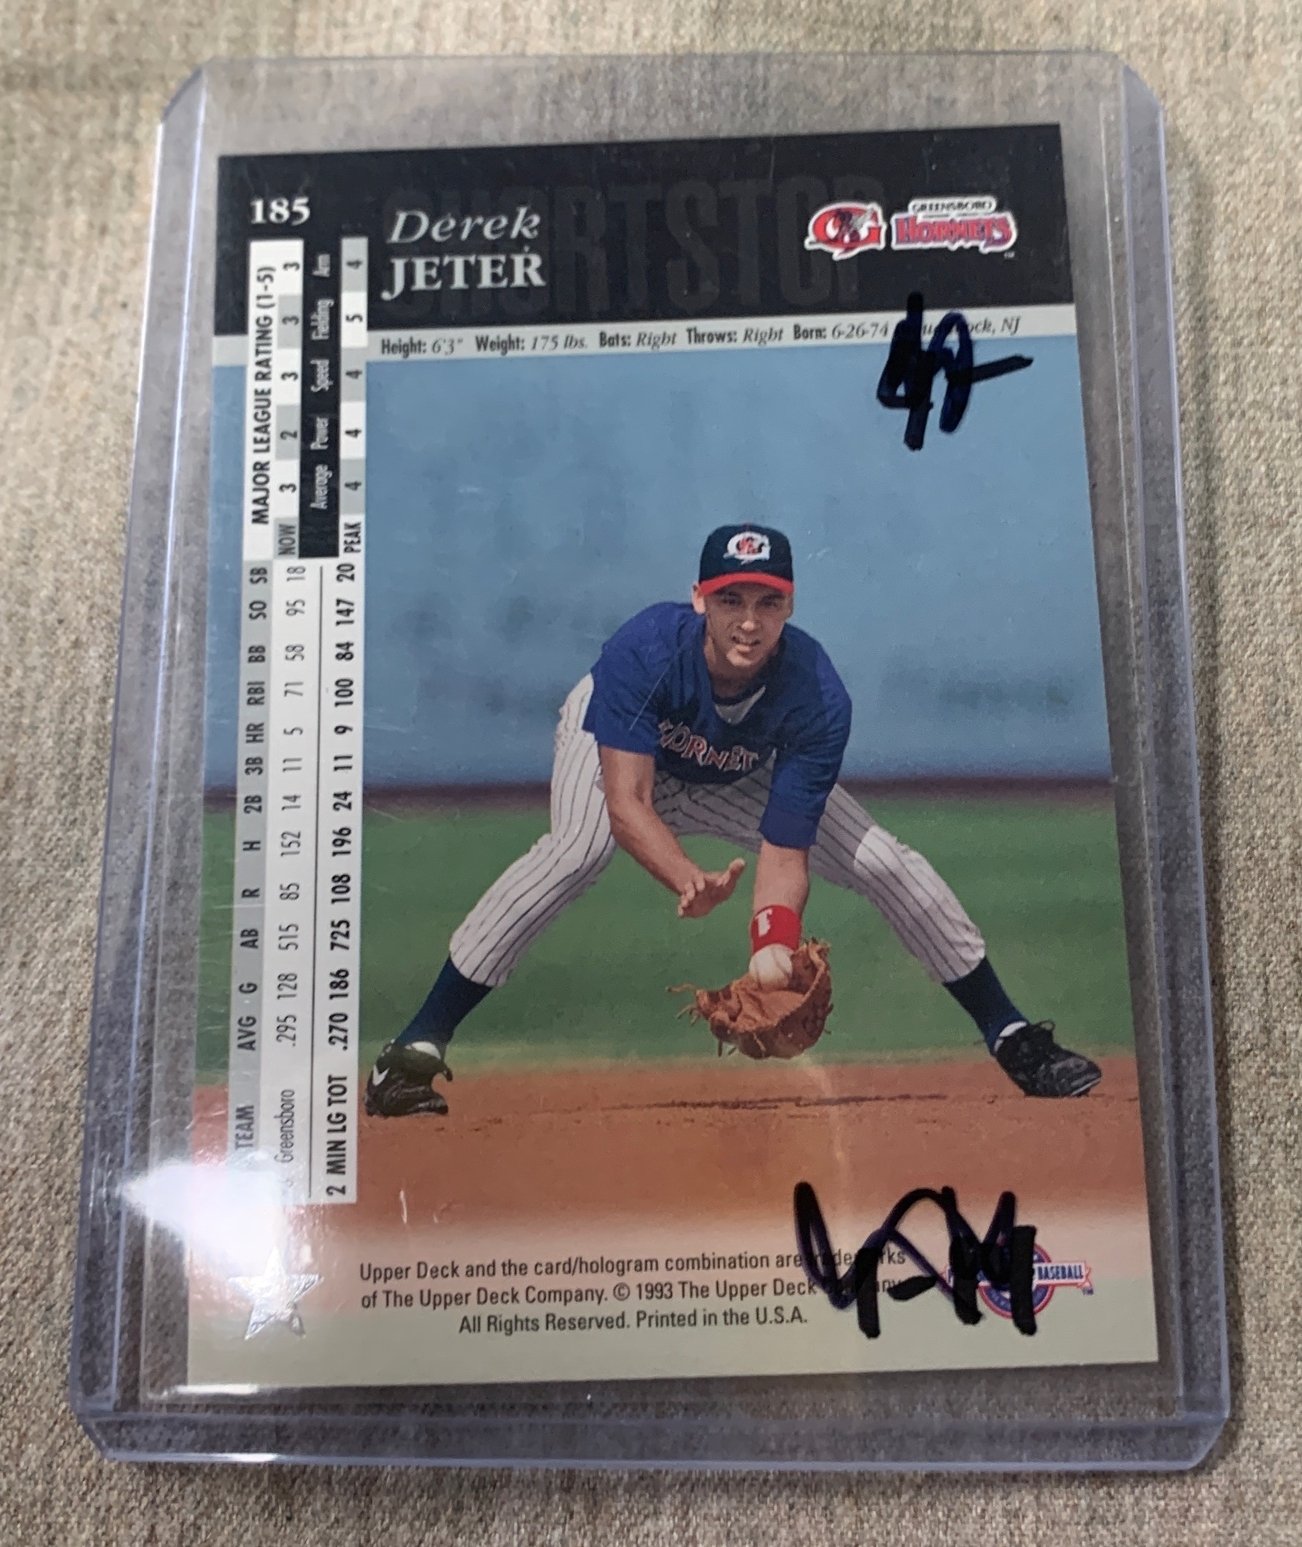 185
Derek
JETER
SHORTSTOP
G
GREENSBORO
HORNETS
Height: 6'3" Weight: 175 lbs. Bats: Right Throws: Right Born: 6-26-74 NJ
MAJOR LEAGUE RATING (1-5)
NOW 3 2 3 3 3
Average Power Speed Fielding Arm
PEAK 4 4 4 5 4
TEAM AVG G AB R H 2B 3B HR RBI BB SO SB
Greensboro .295 128 515 85 152 14 11 5 71 58 95 18
2 MIN LG TOT .270 186 725 108 196 24 11 9 100 84 147 20
HORNETS
Upper Deck and the card/hologram combination are
of The Upper Deck Company. © 1993 The Upper Deck
All Rights Reserved. Printed in the U.S.A.
BASEBALL